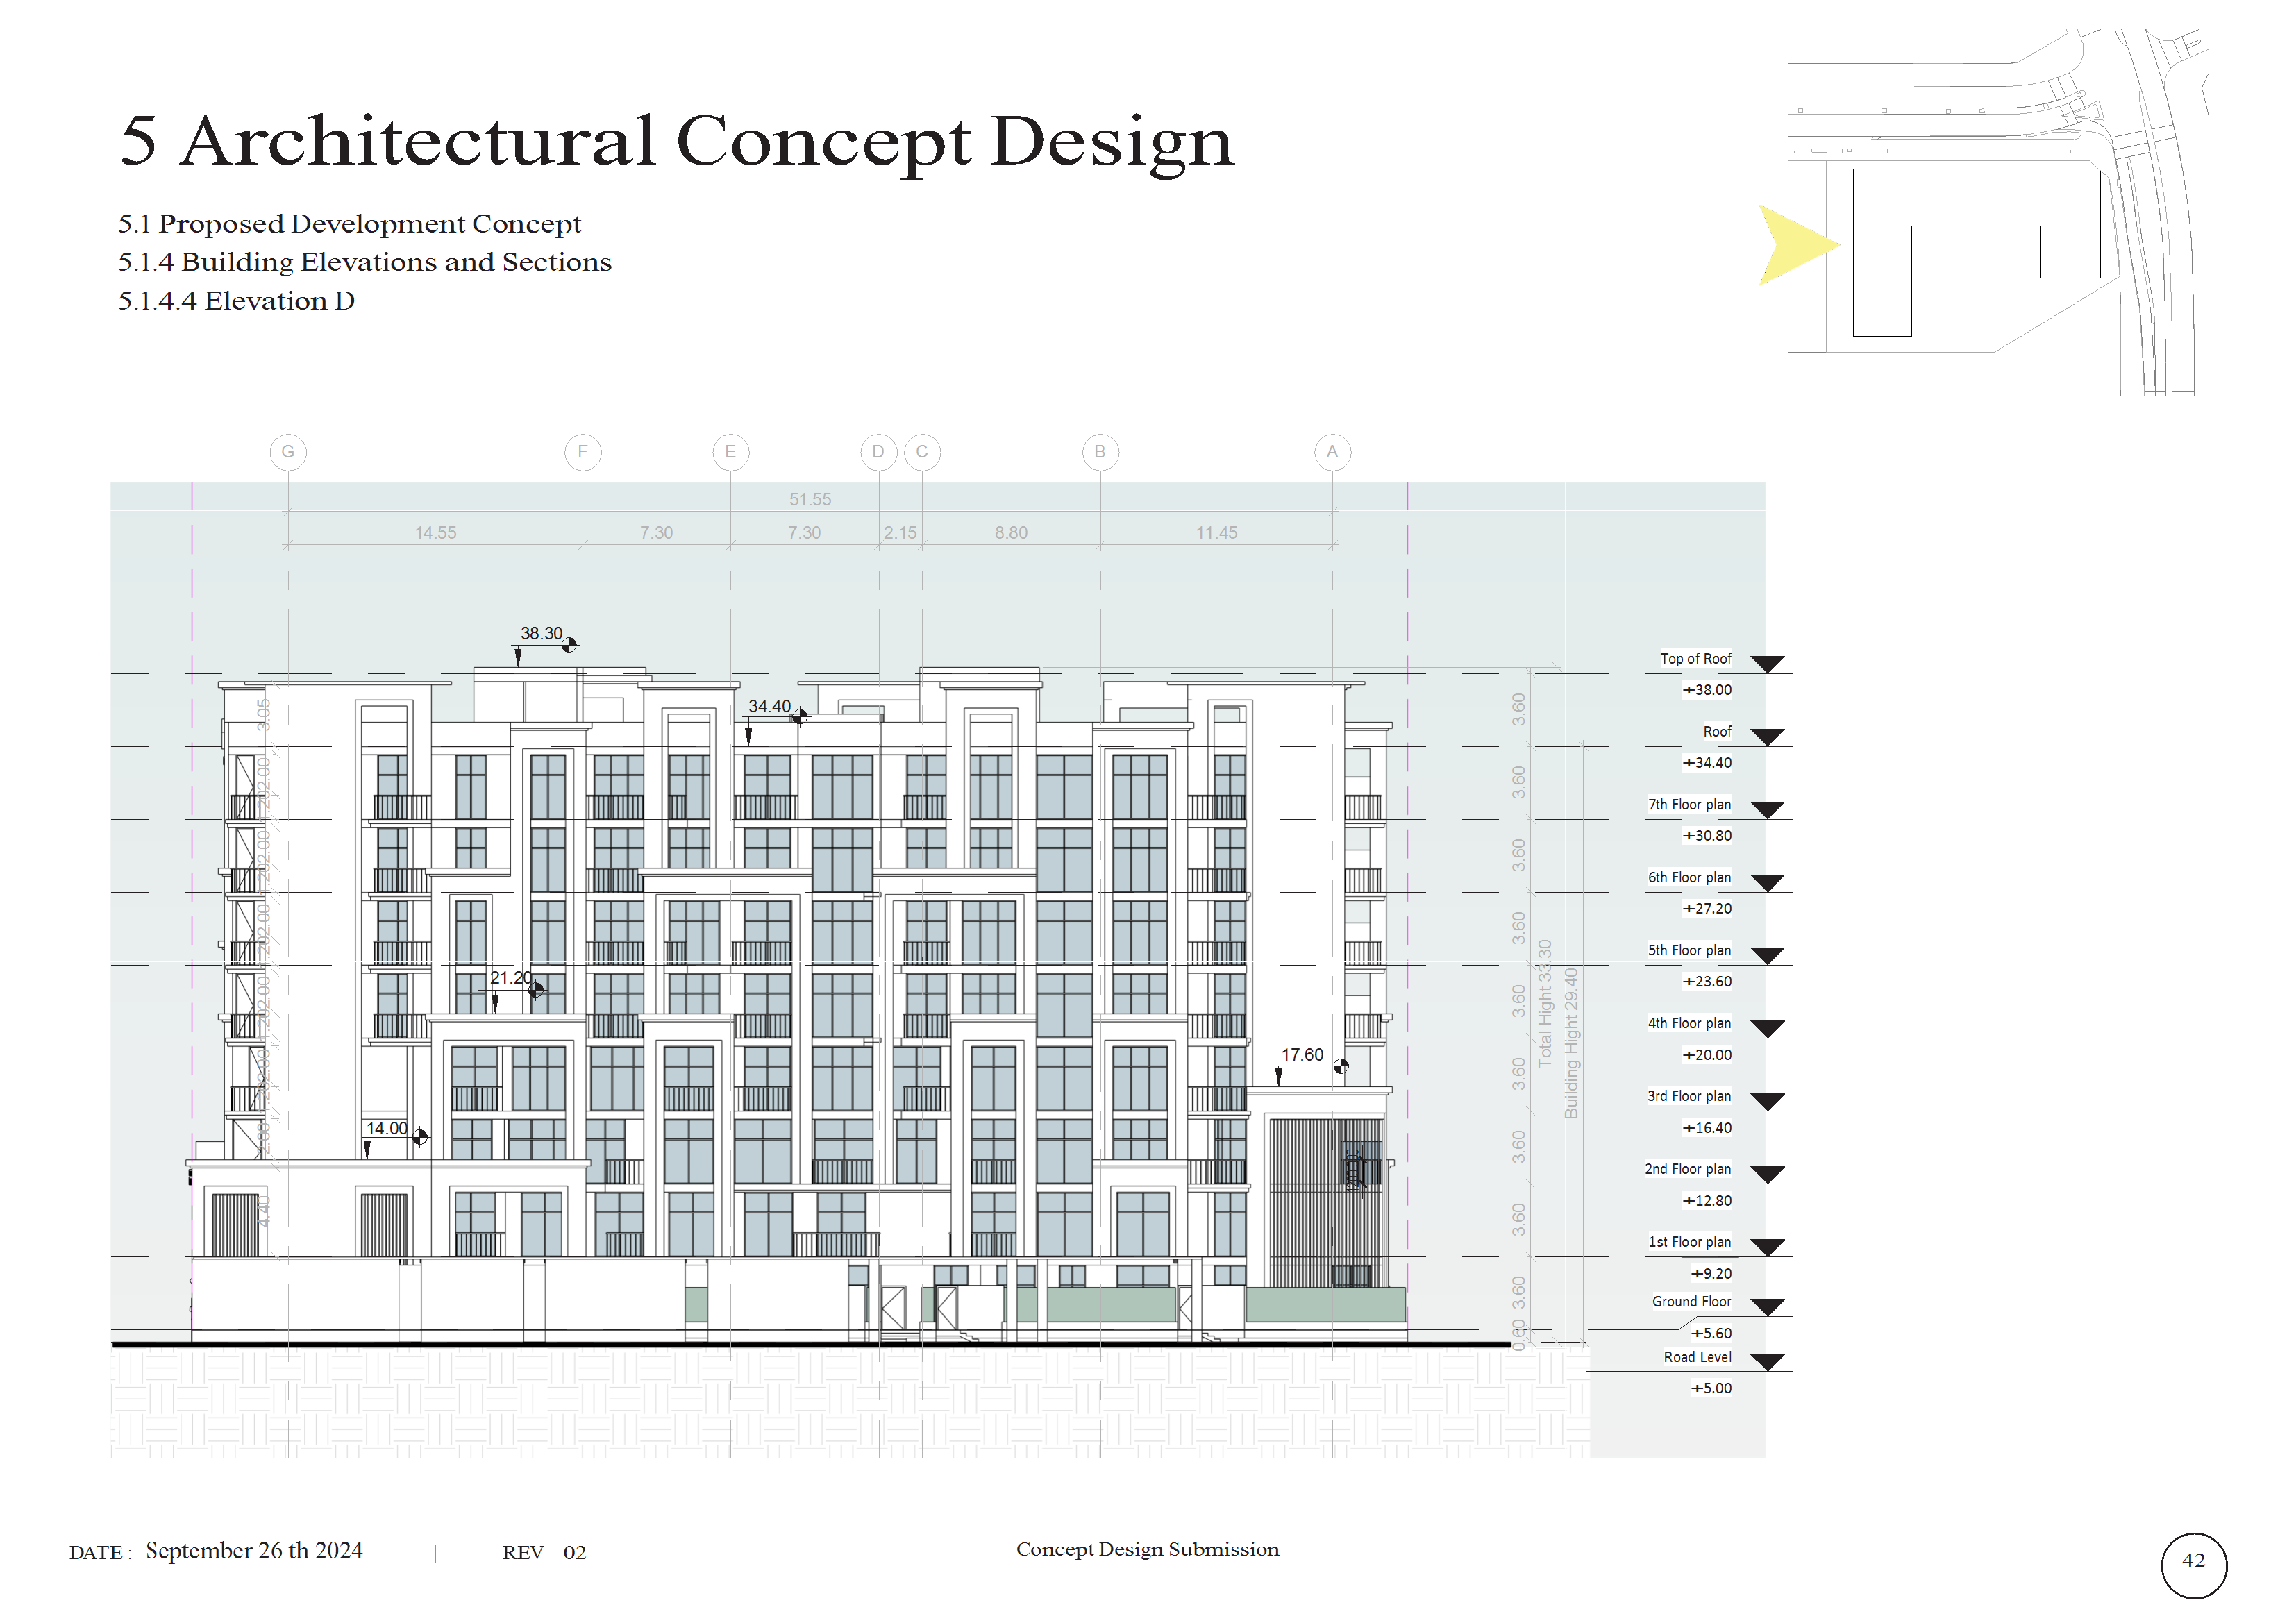 5 Architectural Concept Design
5.1 Proposed Development Concept
5.1.4 Building Elevations and Sections
5.1.4.4 Elevation D
G F E D C B A
51.55
14.55 7.30 7.30 2.15 8.80 11.45
38.30
34.40
21.20
17.60
14.00
3.05
4.40
3.60
3.60
3.60
3.60
3.60
3.60
3.60
3.60
3.60
0.60
Total Hight 33.30
Building Hight 29.40
Top of Roof
+38.00
Roof
+34.40
7th Floor plan
+30.80
6th Floor plan
+27.20
5th Floor plan
+23.60
4th Floor plan
+20.00
3rd Floor plan
+16.40
2nd Floor plan
+12.80
1st Floor plan
+9.20
Ground Floor
+5.60
Road Level
+5.00
DATE : September 26 th 2024 | REV 02
Concept Design Submission
42